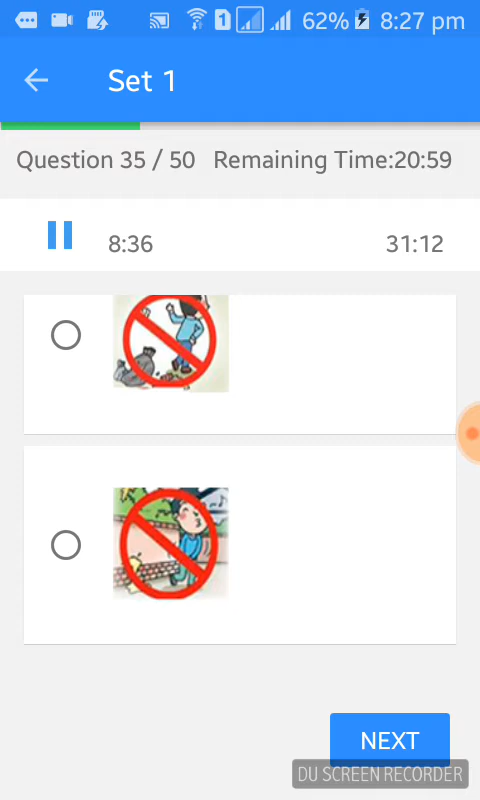 1 62% 8:27 pm
Set 1
Question 35 / 50 Remaining Time:20:59
8:36 31:12
NEXT
DU SCREEN RECORDER